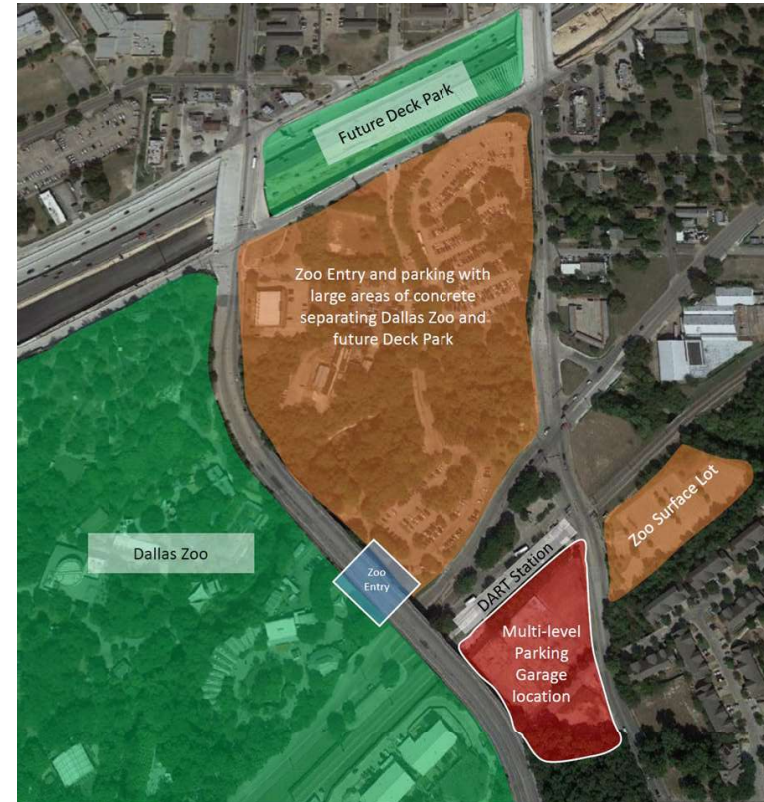 Future Deck Park
Zoo Entry and parking with
large areas of concrete
separating Dallas Zoo and
future Deck Park
Zoo Surface Lot
Dallas Zoo
Zoo
Entry
DART Station
Multi-level
Parking
Garage
location